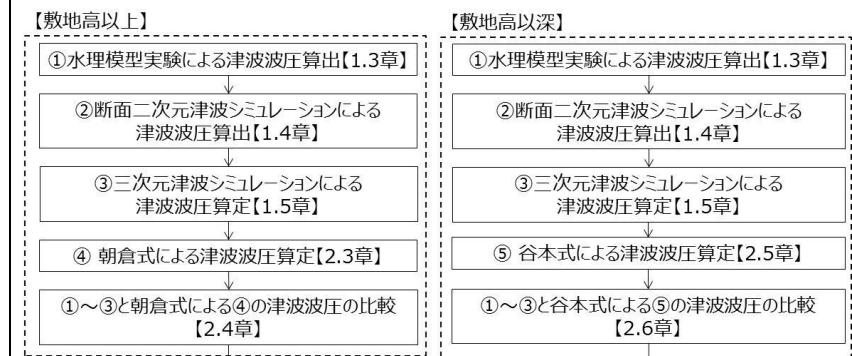 【敷地高以上】
①水理模型実験による津波波圧算出【1.3章】
②断面二次元津波シミュレーションによる
津波波圧算出【1.4章】
③三次元津波シミュレーションによる
津波波圧算定【1.5章】
④ 朝倉式による津波波圧算定【2.3章】
①～③と朝倉式による④の津波波圧の比較
【2.4章】
【敷地高以深】
①水理模型実験による津波波圧算出【1.3章】
②断面二次元津波シミュレーションによる
津波波圧算出【1.4章】
③三次元津波シミュレーションによる
津波波圧算定【1.5章】
⑤ 谷本式による津波波圧算定【2.5章】
①～③と谷本式による⑤の津波波圧の比較
【2.6章】